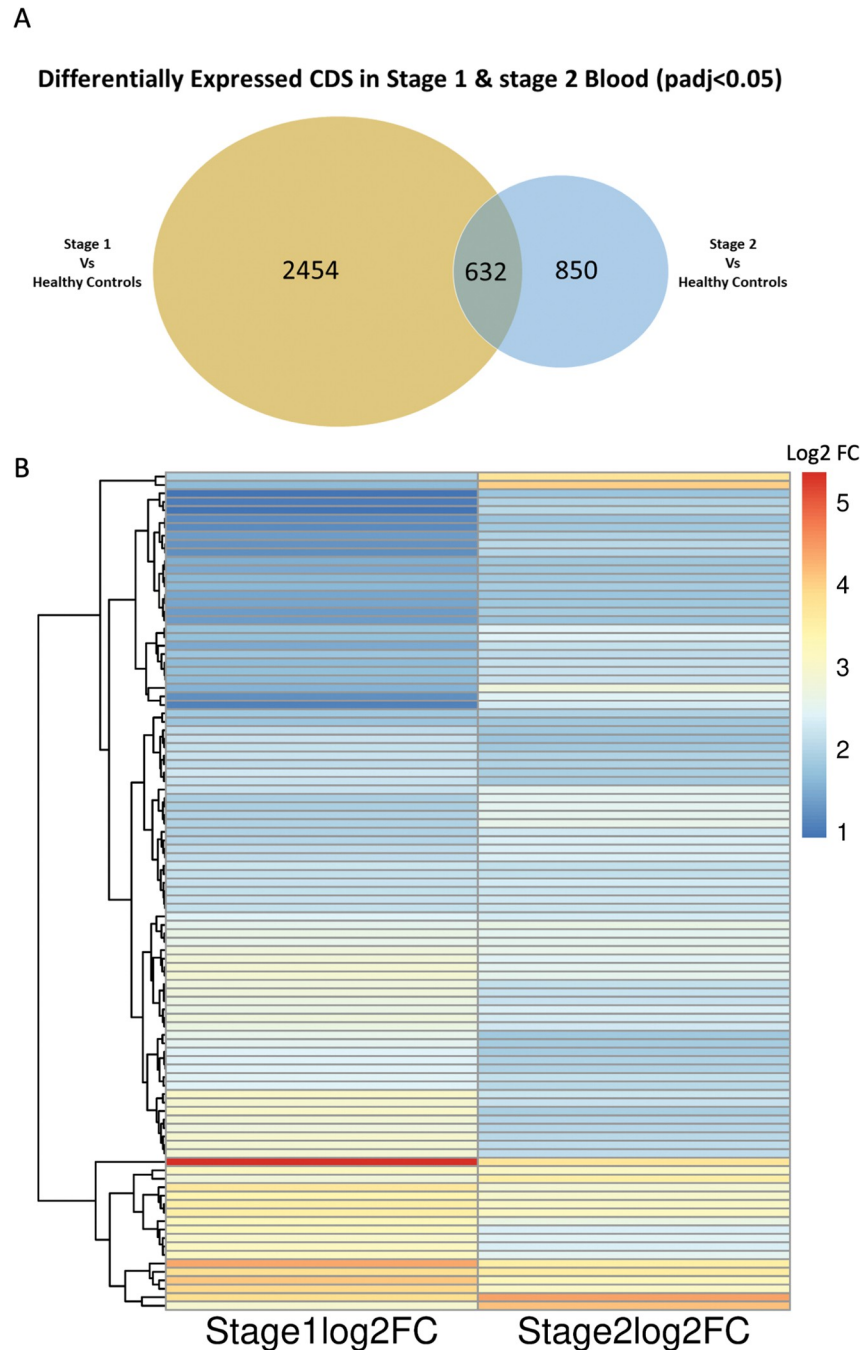 A
Differentially Expressed CDS in Stage 1 & stage 2 Blood (padj<0.05)
Stage 1
Vs
Healthy Controls
2454
632
850
Stage 2
Vs
Healthy Controls
B
Log2 FC
5
4
3
2
1
Stage1log2FC
Stage2log2FC